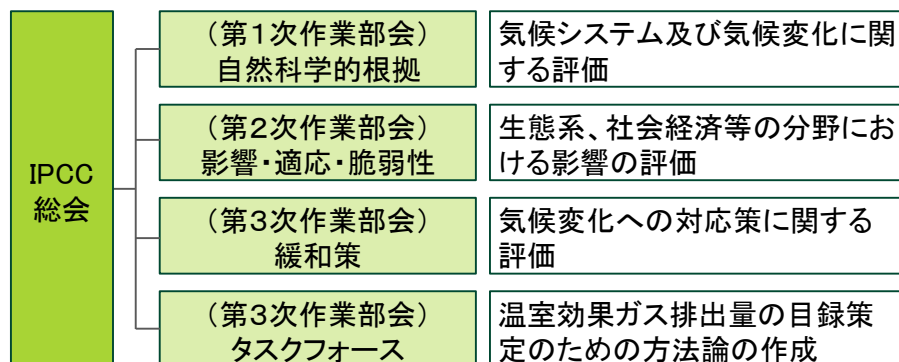 IPCC
総会
(第1次作業部会)
自然科学的根拠
気候システム及び気候変化に関
する評価
(第2次作業部会)
影響・適応・脆弱性
生態系、社会経済等の分野にお
ける影響の評価
(第3次作業部会)
緩和策
気候変化への対応策に関する
評価
(第3次作業部会)
タスクフォース
温室効果ガス排出量の目録策
定のための方法論の作成